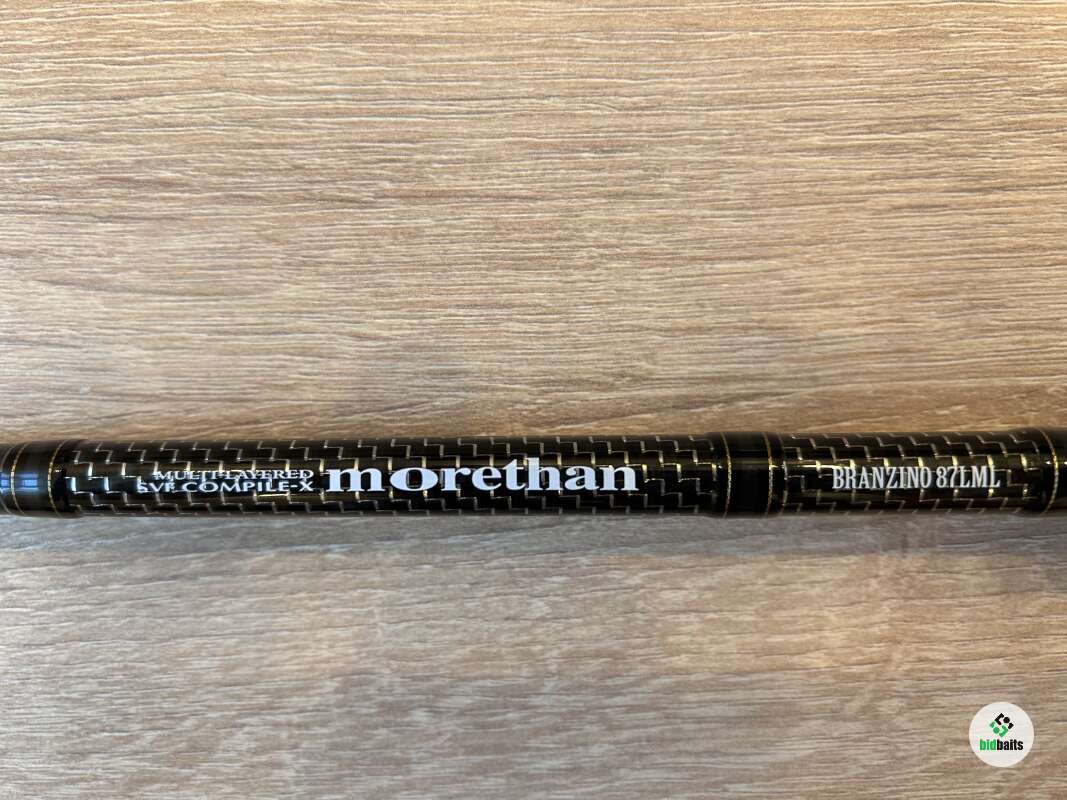 MULTI-LAYERED
SVF COMPILE-X
morethan
BRANZINO 87LML
bidbaits